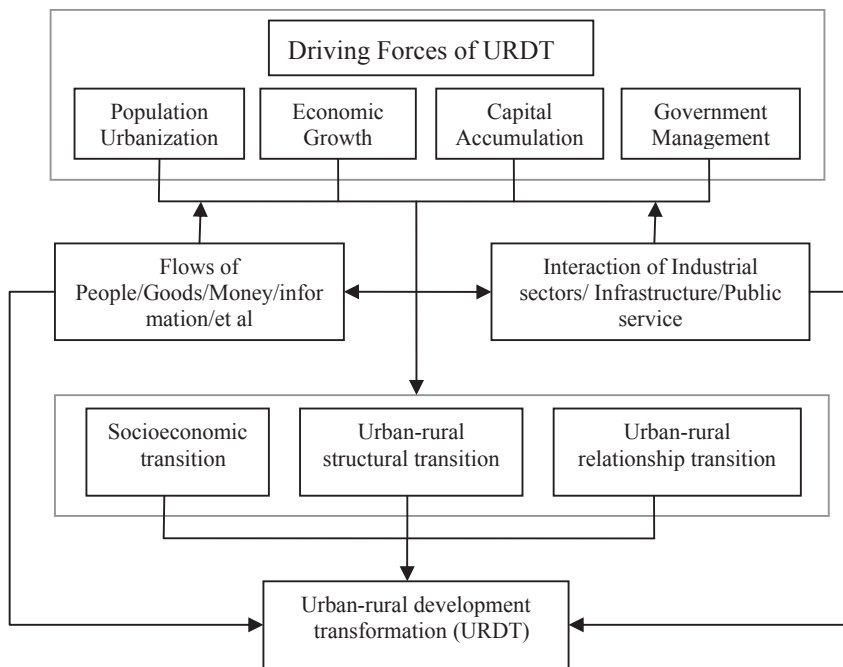 Driving Forces of URDT
Population
Urbanization
Economic
Growth
Capital
Accumulation
Government
Management
Flows of
People/Goods/Money/infor
mation/et al
Interaction of Industrial
sectors/ Infrastructure/Public
service
Socioeconomic
transition
Urban-rural
structural transition
Urban-rural
relationship transition
Urban-rural development
transformation (URDT)